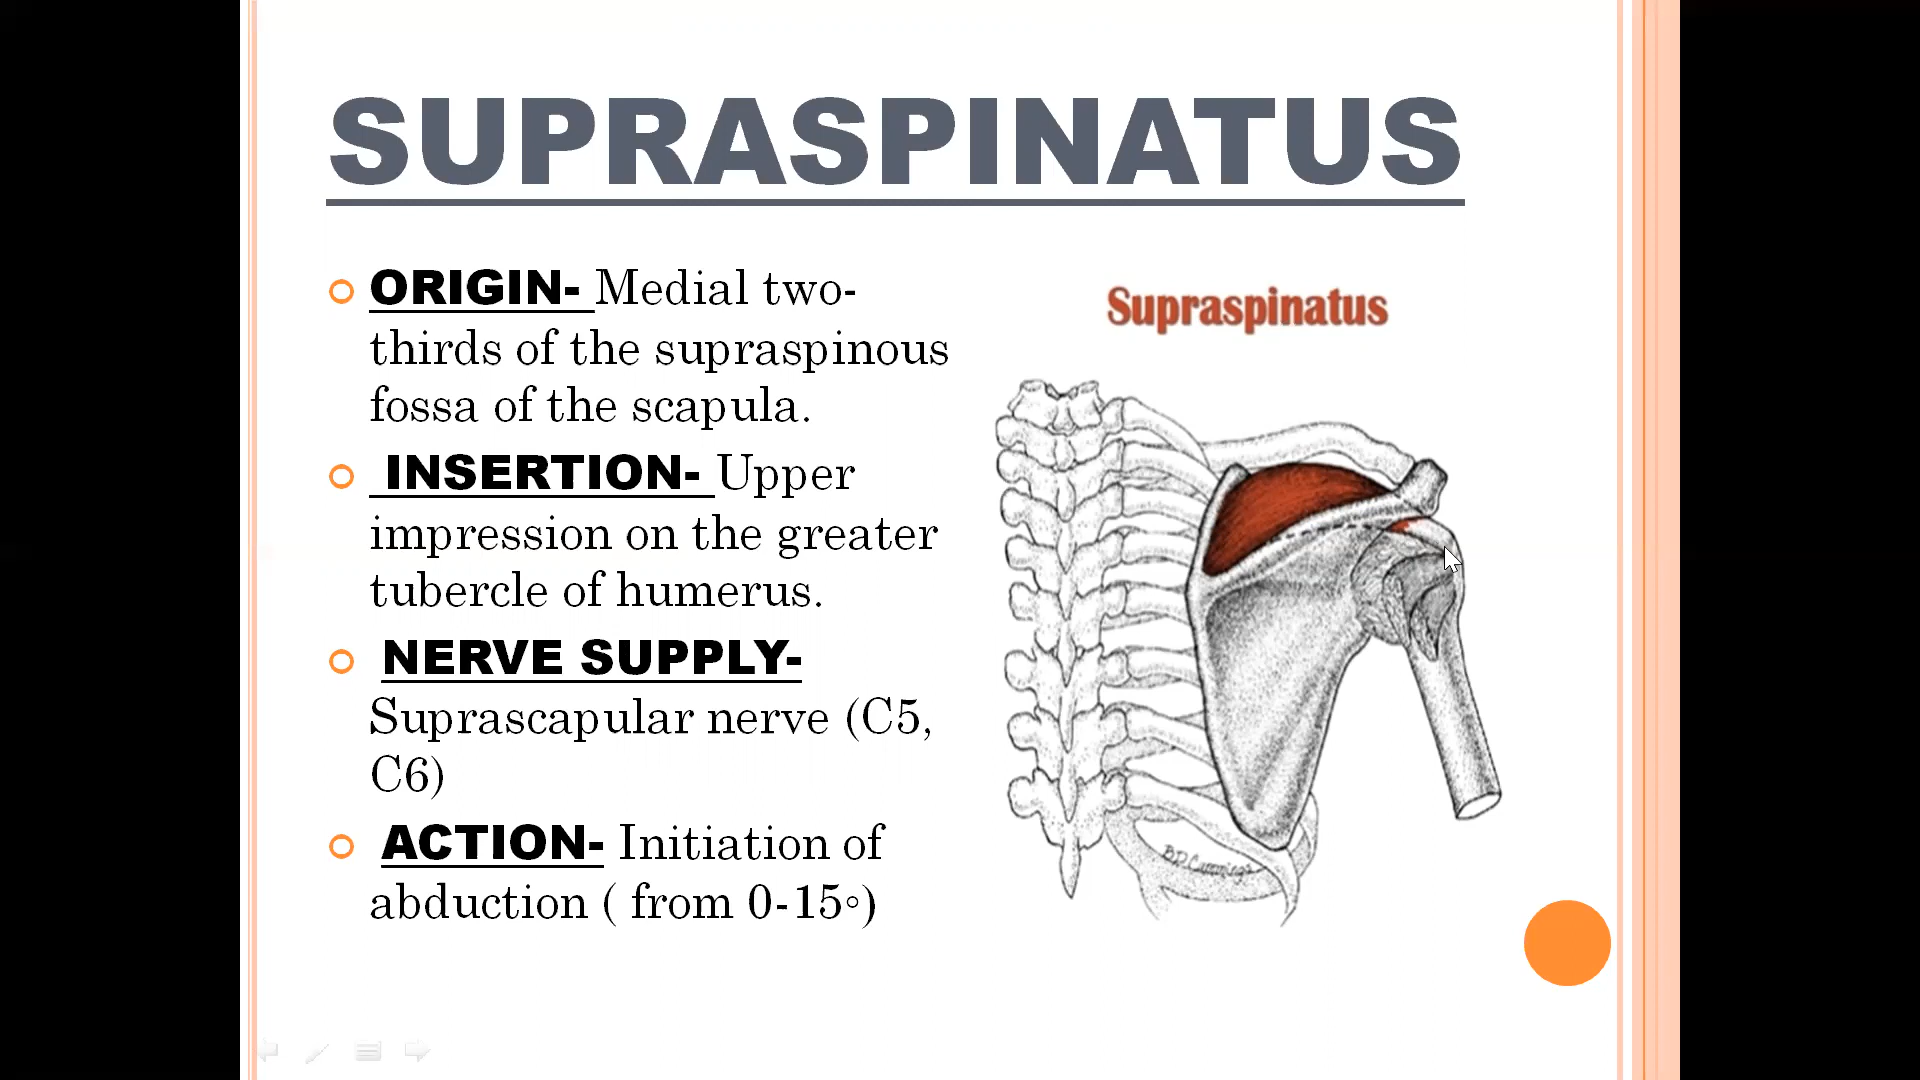 SUPRASPINATUS
ORIGIN- Medial two-
thirds of the supraspinous
fossa of the scapula.
INSERTION- Upper
impression on the greater
tubercle of humerus.
NERVE SUPPLY-
Suprascapular nerve (C5,
C6)
ACTION- Initiation of
abduction ( from 0-15◦)
Supraspinatus
B.D. Cummings